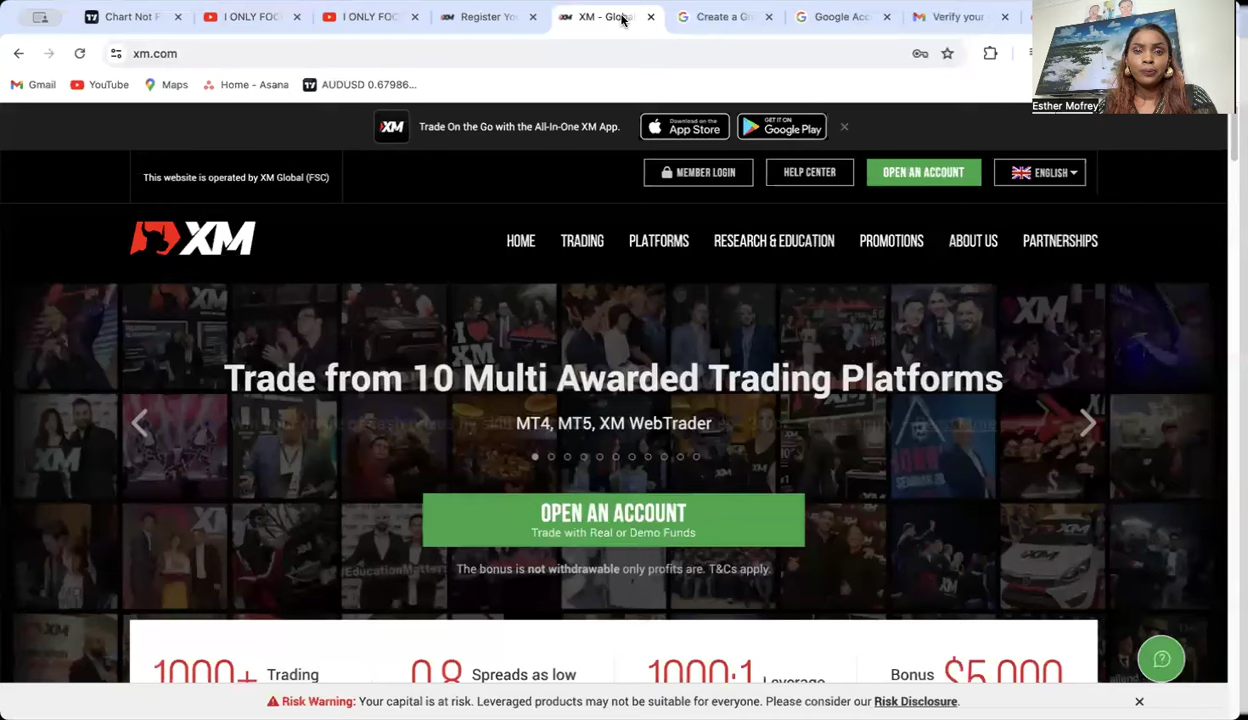 Chart Not F
I ONLY FOC
I ONLY FOC
Register Yo
XM - Glob
Create a G
Google Acc
Verify your
xm.com
Gmail
YouTube
Maps
Home - Asana
AUDUSD 0.67986...
Esther Mofrey
XM
Trade On the Go with the All-In-One XM App.
Download on the
App Store
GET IT ON
Google Play
This website is operated by XM Global (FSC)
MEMBER LOGIN
HELP CENTER
OPEN AN ACCOUNT
ENGLISH
XM
HOME
TRADING
PLATFORMS
RESEARCH & EDUCATION
PROMOTIONS
ABOUT US
PARTNERSHIPS
Trade from 10 Multi Awarded Trading Platforms
MT4, MT5, XM WebTrader
OPEN AN ACCOUNT
Trade with Real or Demo Funds
The bonus is not withdrawable only profits are. T&Cs apply.
1000+ Trading
0.8 Spreads as low
1000:1 Leverage
Bonus $5,000
Risk Warning: Your capital is at risk. Leveraged products may not be suitable for everyone. Please consider our Risk Disclosure.